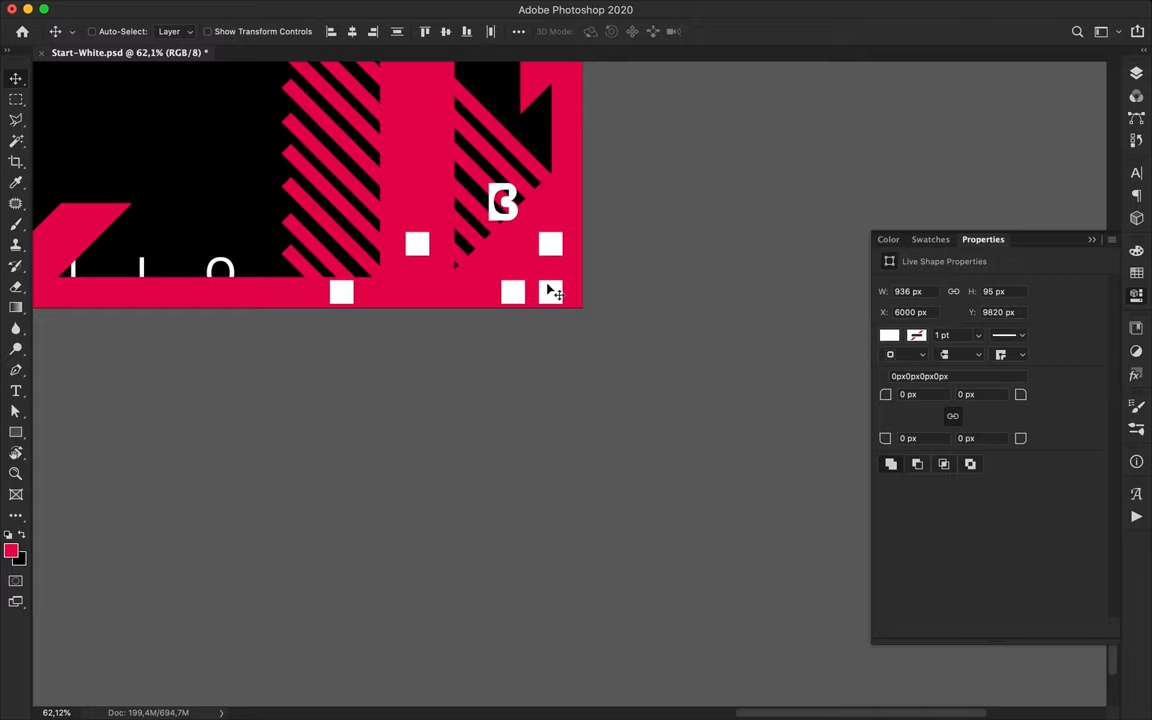 Adobe Photoshop 2020
Auto-Select:
Layer
Show Transform Controls
3D Mode:
Start-White.psd @ 62,1% (RGB/8) *
B
Color
Swatches
Properties
Live Shape Properties
W: 936 px
H: 95 px
X: 6000 px
Y: 9820 px
1 pt
0px0px0px0px
0 px
0 px
0 px
0 px
62,12%
Doc: 199,4M/694,7M